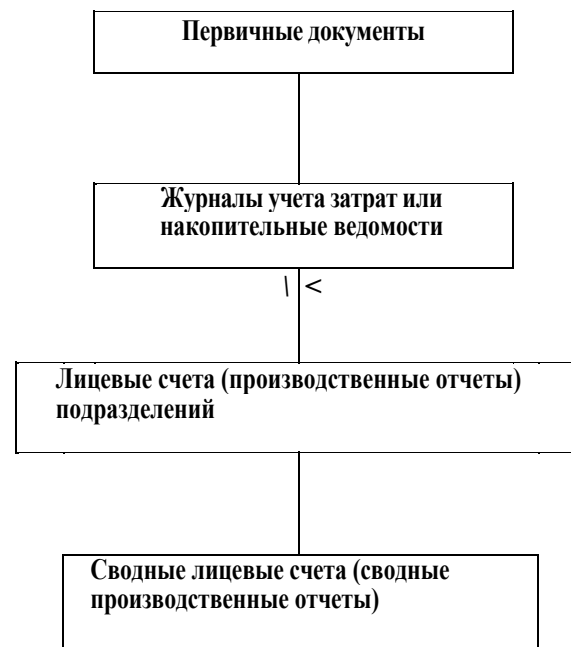 Первичные документы
Журналы учета затрат или
накопительные ведомости
\ <
Лицевые счета (производственные отчеты)
подразделений
Сводные лицевые счета (сводные
производственные отчеты)